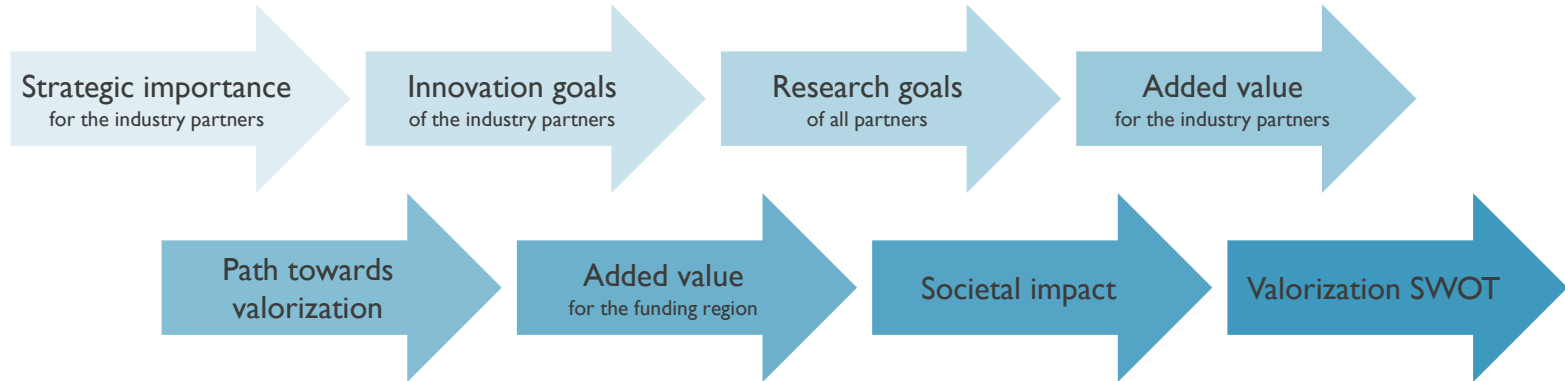 Strategic importance
for the industry partners
Innovation goals
of the industry partners
Research goals
of all partners
Added value
for the industry partners
Path towards
valorization
Added value
for the funding region
Societal impact
Valorization SWOT